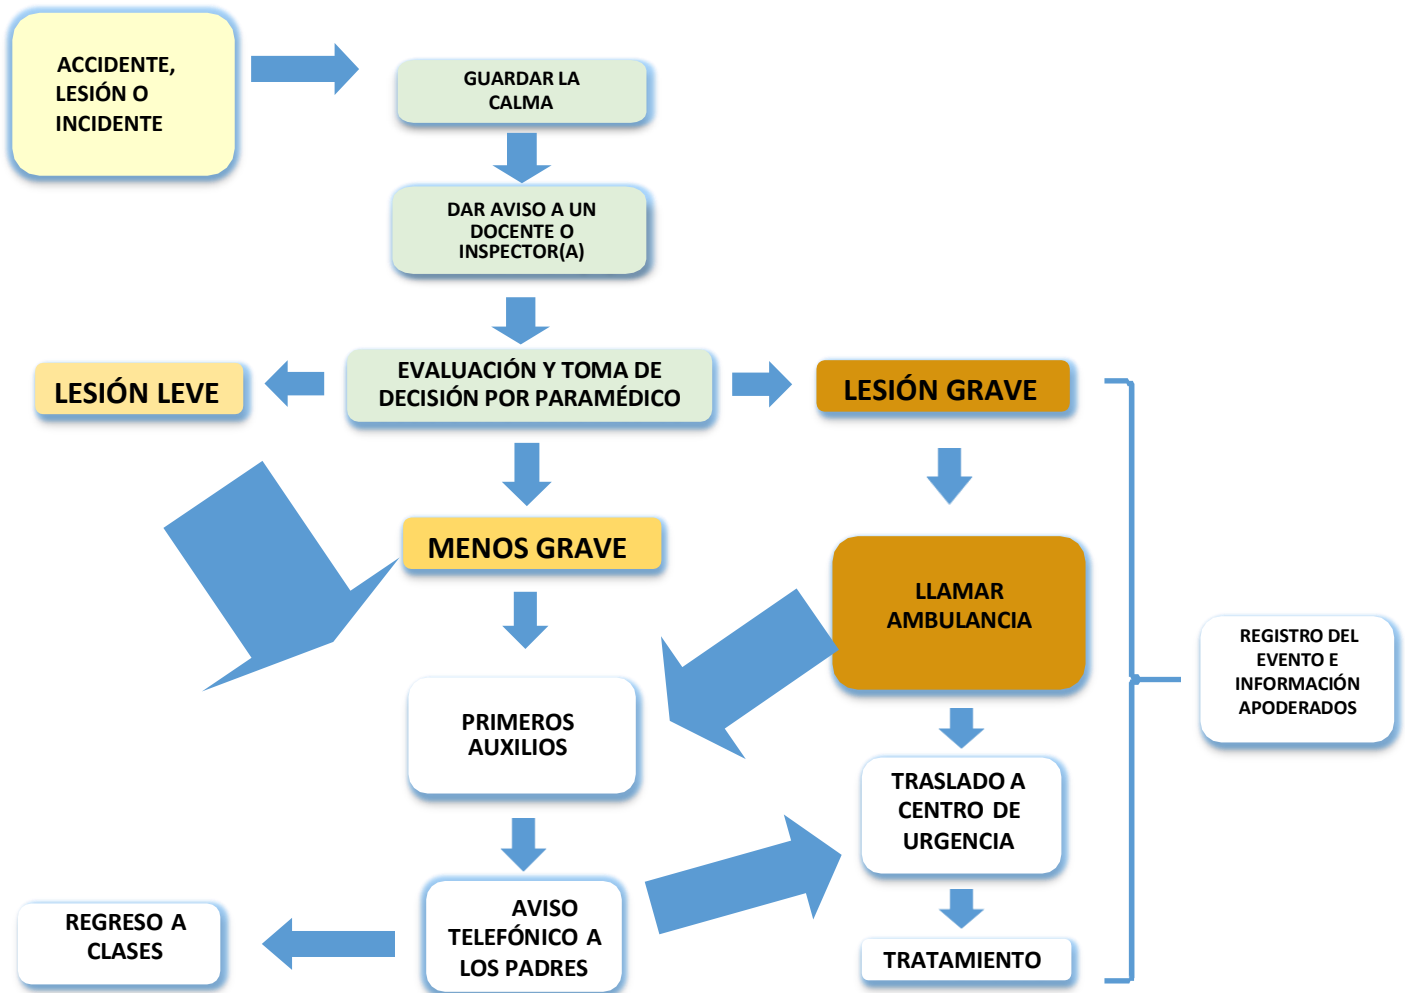 ACCIDENTE,
LESIÓN O
INCIDENTE
GUARDAR LA
CALMA
DAR AVISO A UN
DOCENTE O
INSPECTOR(A)
EVALUACIÓN Y TOMA DE
DECISIÓN POR PARAMÉDICO
LESIÓN LEVE
LESIÓN GRAVE
MENOS GRAVE
LLAMAR
AMBULANCIA
REGISTRO DEL
EVENTO E
INFORMACIÓN
APODERADOS
PRIMEROS
AUXILIOS
TRASLADO A
CENTRO DE
URGENCIA
REGRESO A
CLASES
AVISO
TELEFÓNICO A
LOS PADRES
TRATAMIENTO